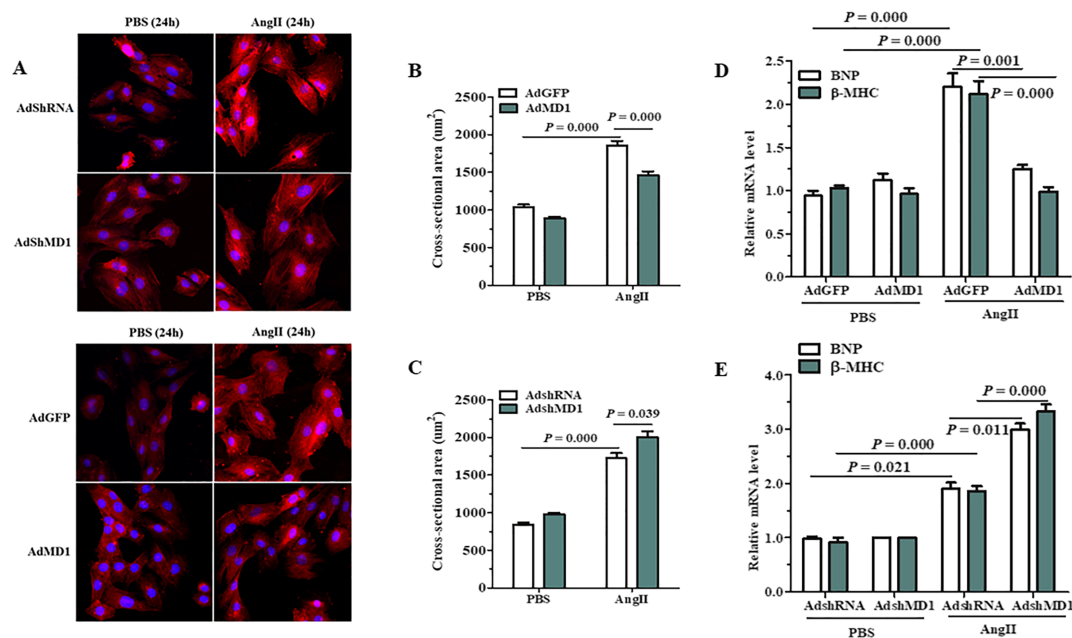 A
PBS (24h)
AngII (24h)
AdShRNA
AdShMD1
PBS (24h)
AngII (24h)
AdGFP
AdMD1
B
AdGFP
AdMD1
P = 0.000
P = 0.000
Cross-sectional area (um²)
2500
2000
1500
1000
500
0
PBS
AngII
C
AdshRNA
AdshMD1
P = 0.039
P = 0.000
Cross-sectional area (um²)
2500
2000
1500
1000
500
0
PBS
AngII
D
P = 0.000
P = 0.000
BNP
β-MHC
P = 0.001
P = 0.000
Relative mRNA level
2.5
2.0
1.5
1.0
0.5
0.0
AdGFP AdMD1 AdGFP AdMD1
PBS
AngII
E
BNP
β-MHC
P = 0.000
P = 0.011
P = 0.000
P = 0.021
Relative mRNA level
4.0
3.0
2.0
1.0
0.0
AdshRNA AdshMD1 AdshRNA AdshMD1
PBS
AngII